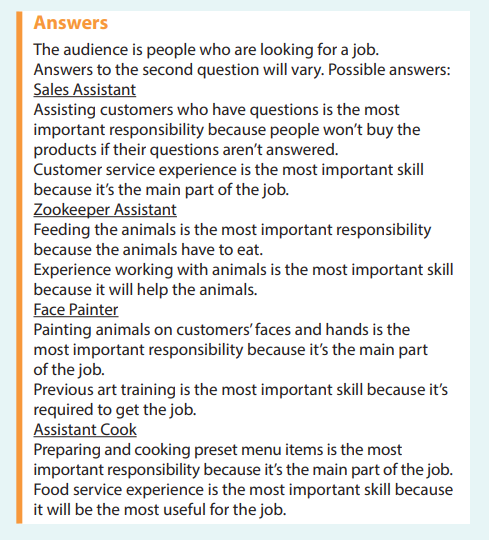 Answers
The audience is people who are looking for a job.
Answers to the second question will vary. Possible answers:
Sales Assistant
Assisting customers who have questions is the most
important responsibility because people won’t buy the
products if their questions aren’t answered.
Customer service experience is the most important skill
because it’s the main part of the job.
Zookeeper Assistant
Feeding the animals is the most important responsibility
because the animals have to eat.
Experience working with animals is the most important skill
because it will help the animals.
Face Painter
Painting animals on customers’ faces and hands is the
most important responsibility because it’s the main part
of the job.
Previous art training is the most important skill because it’s
required to get the job.
Assistant Cook
Preparing and cooking preset menu items is the most
important responsibility because it’s the main part of the job.
Food service experience is the most important skill because
it will be the most useful for the job.